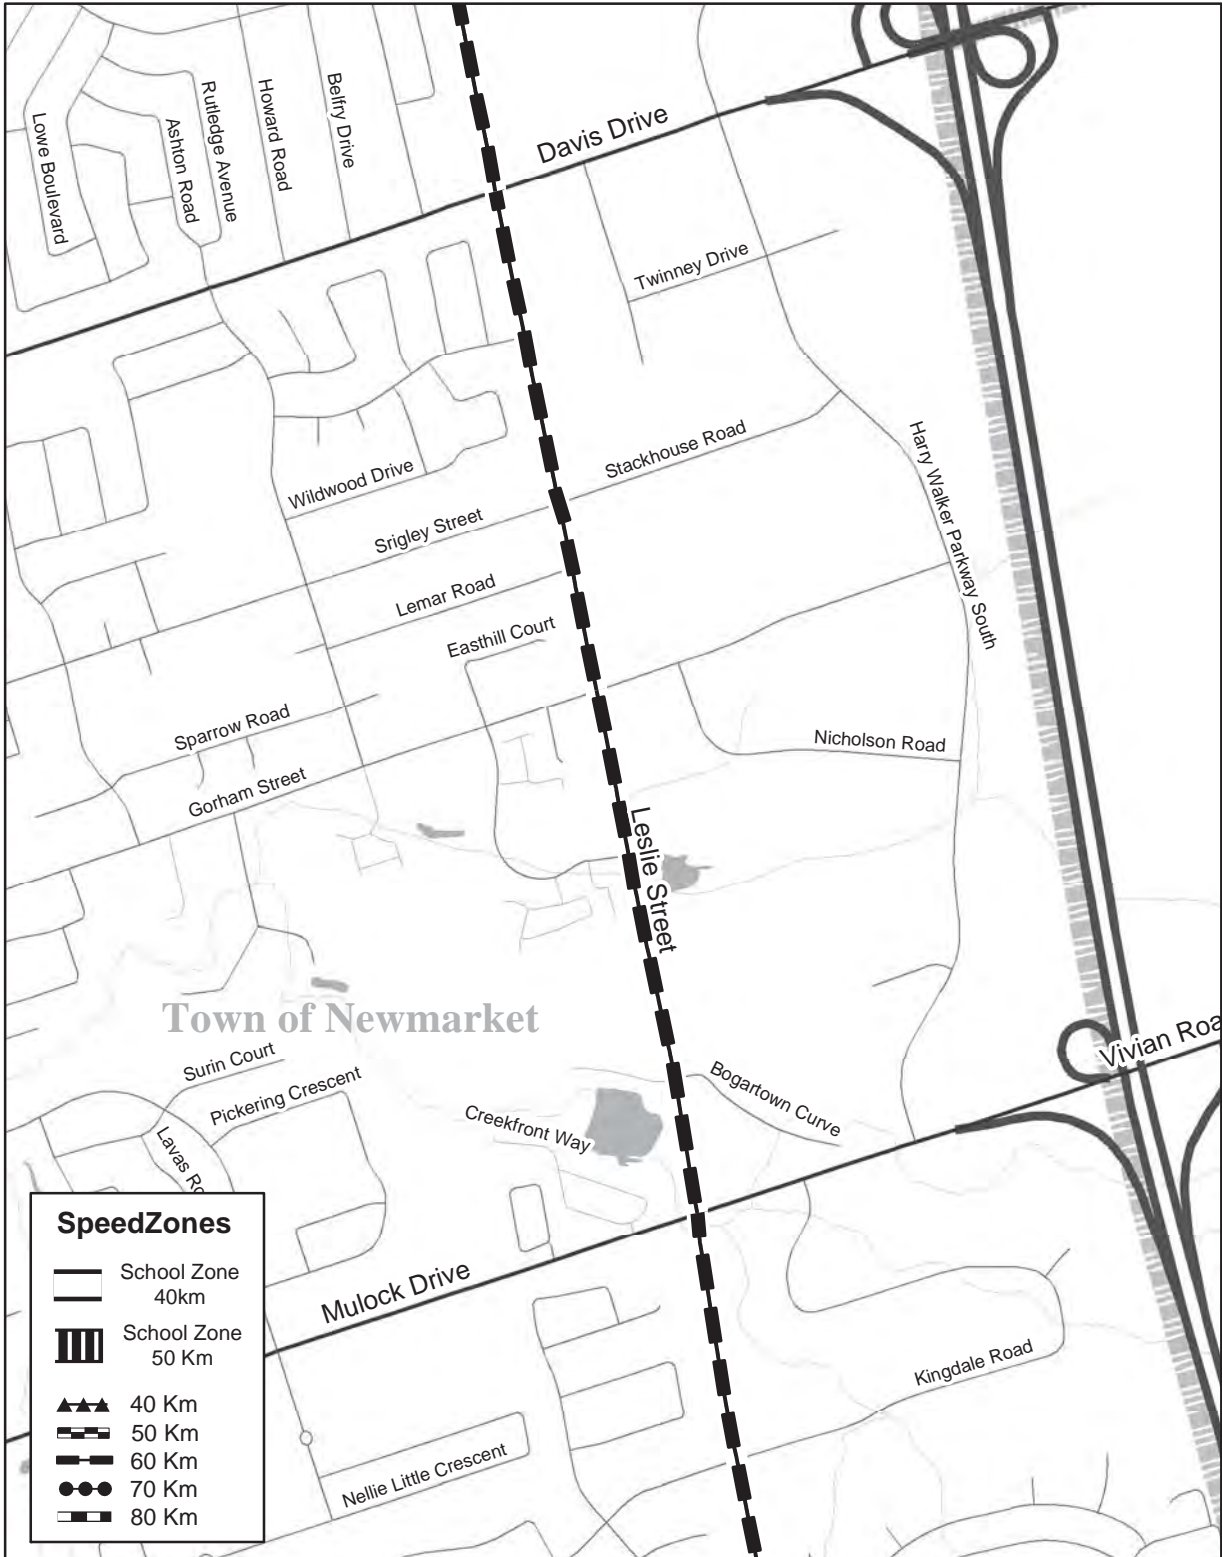 Lowe Boulevard
Ashton Road
Rutledge Avenue
Howard Road
Belfry Drive
Davis Drive
Twinney Drive
Stackhouse Road
Harry Walker Parkway South
Wildwood Drive
Srigley Street
Lemar Road
Easthill Court
Sparrow Road
Gorham Street
Nicholson Road
Leslie Street
Town of Newmarket
Vivian Roa
Surin Court
Pickering Crescent
Lavas Ro
Creekfront Way
Bogartown Curve
Mulock Drive
Kingdale Road
Nellie Little Crescent
SpeedZones
School Zone
40km
School Zone
50 Km
40 Km
50 Km
60 Km
70 Km
80 Km